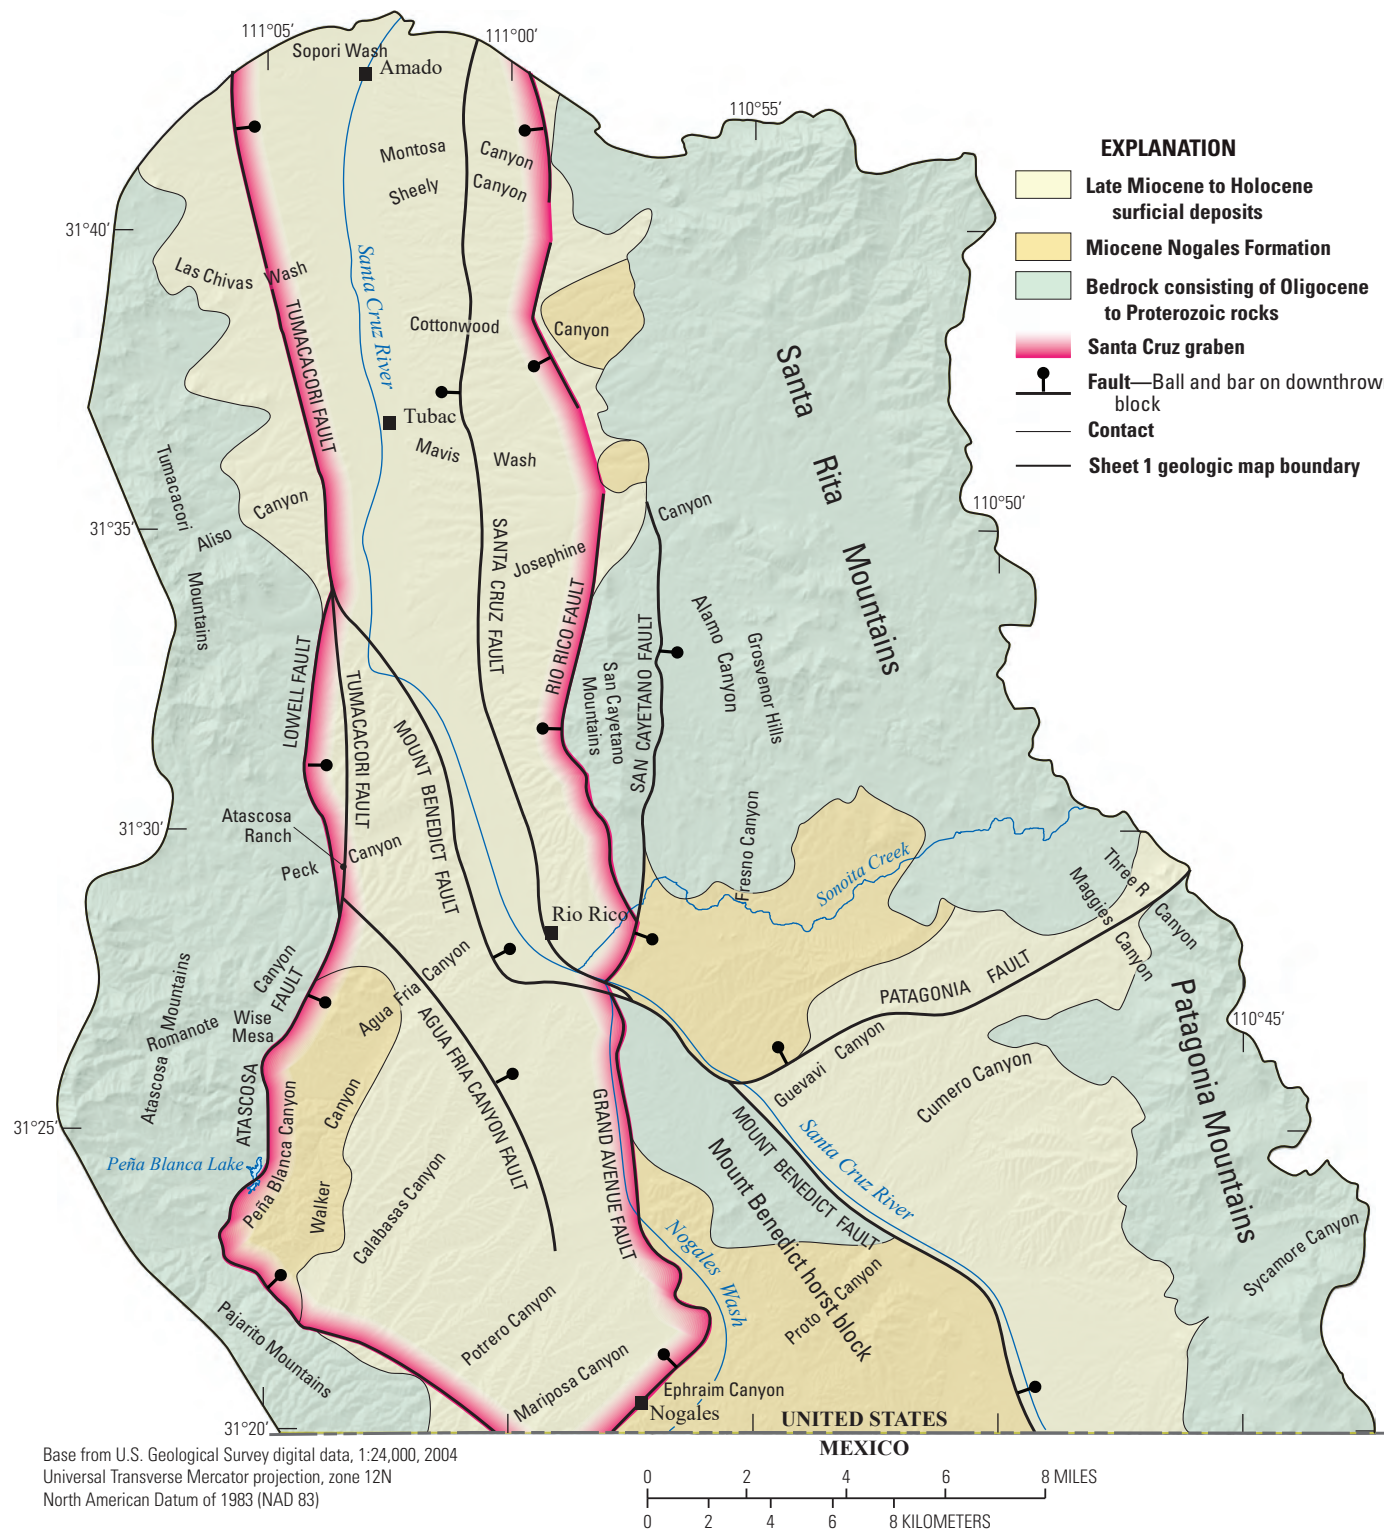 111°05′
111°00′
Sopori Wash
Amado
110°55′
Montosa
Canyon
Sheely
Canyon
31°40′
Las Chivas Wash
Santa Cruz River
TUMACACORI FAULT
Cottonwood
Canyon
Tubac
Mavis
Wash
Santa
Rita
Mountains
EXPLANATION
Late Miocene to Holocene
surficial deposits
Miocene Nogales Formation
Bedrock consisting of Oligocene
to Proterozoic rocks
Santa Cruz graben
Fault—Ball and bar on downthrow
block
Contact
Sheet 1 geologic map boundary
110°50′
Tumacacori
Mountains
Canyon
Aliso
31°35′
SANTA CRUZ FAULT
Josephine
Canyon
RIO RICO FAULT
San Cayetano
Mountains
SAN CAYETANO FAULT
Alamo Canyon
Grosvenor Hills
LOWELL FAULT
TUMACACORI FAULT
MOUNT BENEDICT FAULT
31°30′
Atascosa
Ranch
Peck
Canyon
Fresno Canyon
Sonoita Creek
Three R
Canyon
Maggies
Canyon
Rio Rico
Canyon
ATASCOSA
FAULT
Wise
Mesa
Romanote
Atascosa
Mountains
Agua Fria Canyon
AGUA FRIA CANYON FAULT
PATAGONIA FAULT
Guevavi Canyon
Cumero Canyon
Patagonia Mountains
110°45′
31°25′
Peña Blanca Lake
Peña Blanca Canyon
Walker
Canyon
Calabasas Canyon
GRAND AVENUE FAULT
MOUNT BENEDICT FAULT
Mount Benedict horst block
Santa Cruz River
Nogales Wash
Proto Canyon
Sycamore Canyon
Pajarito Mountains
Potrero Canyon
Mariposa Canyon
Ephraim Canyon
Nogales
31°20′
UNITED STATES
MEXICO
Base from U.S. Geological Survey digital data, 1:24,000, 2004
Universal Transverse Mercator projection, zone 12N
North American Datum of 1983 (NAD 83)
0 2 4 6 8 MILES
0 2 4 6 8 KILOMETERS